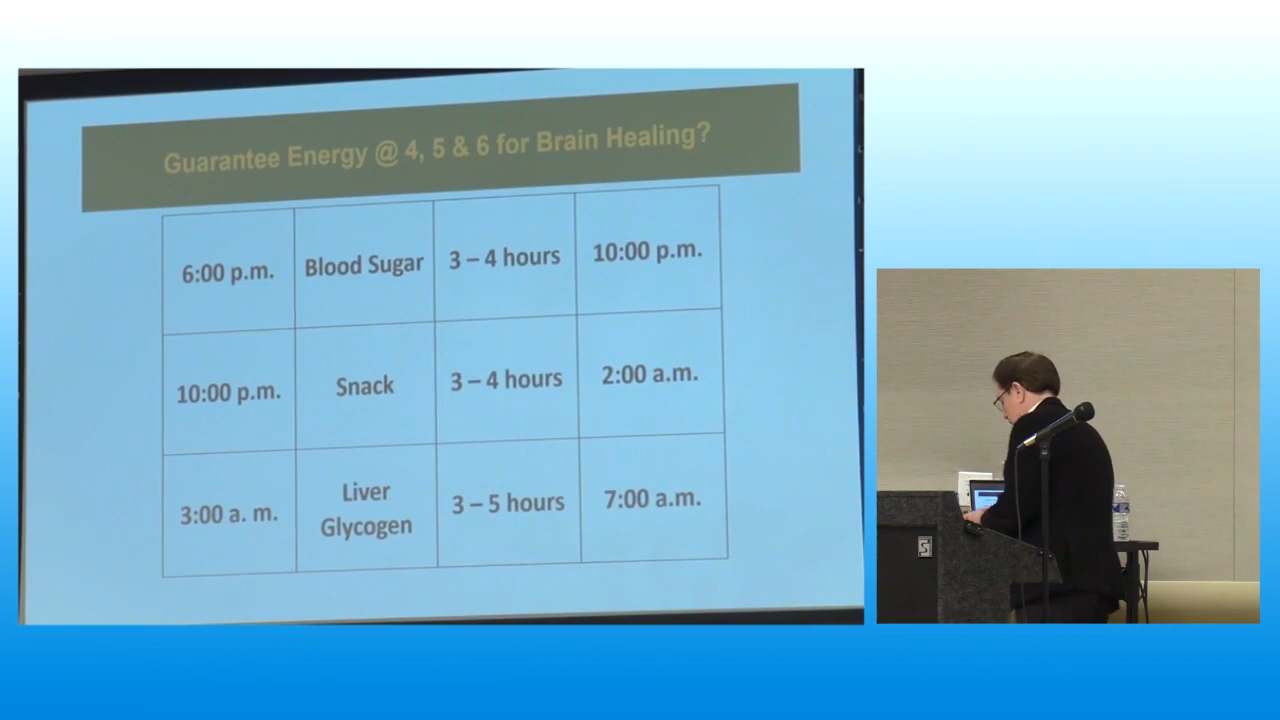 Guarantee Energy @ 4, 5 & 6 for Brain Healing?
6:00 p.m. Blood Sugar 3 – 4 hours 10:00 p.m.
10:00 p.m. Snack 3 – 4 hours 2:00 a.m.
3:00 a. m. Liver Glycogen 3 – 5 hours 7:00 a.m.